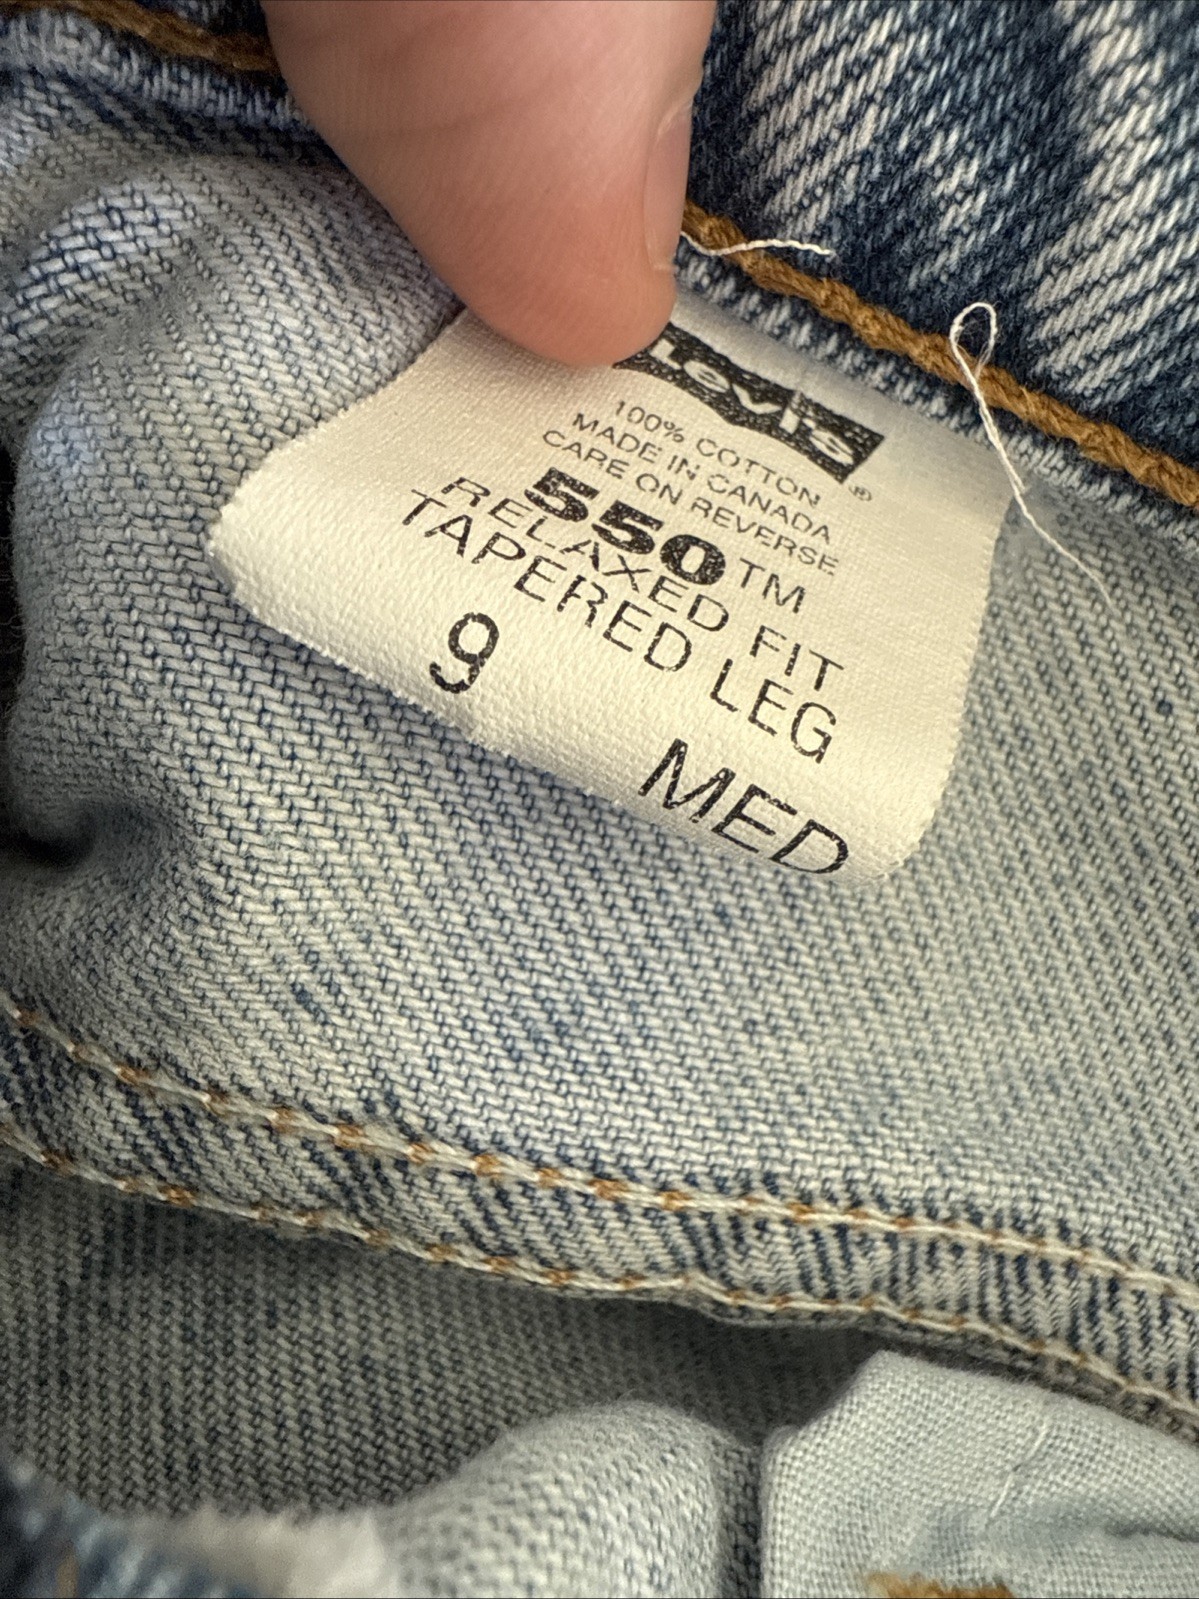 Levi's®
100% COTTON
MADE IN CANADA
CARE ON REVERSE
550™
RELAXED FIT
TAPERED LEG
9 MED